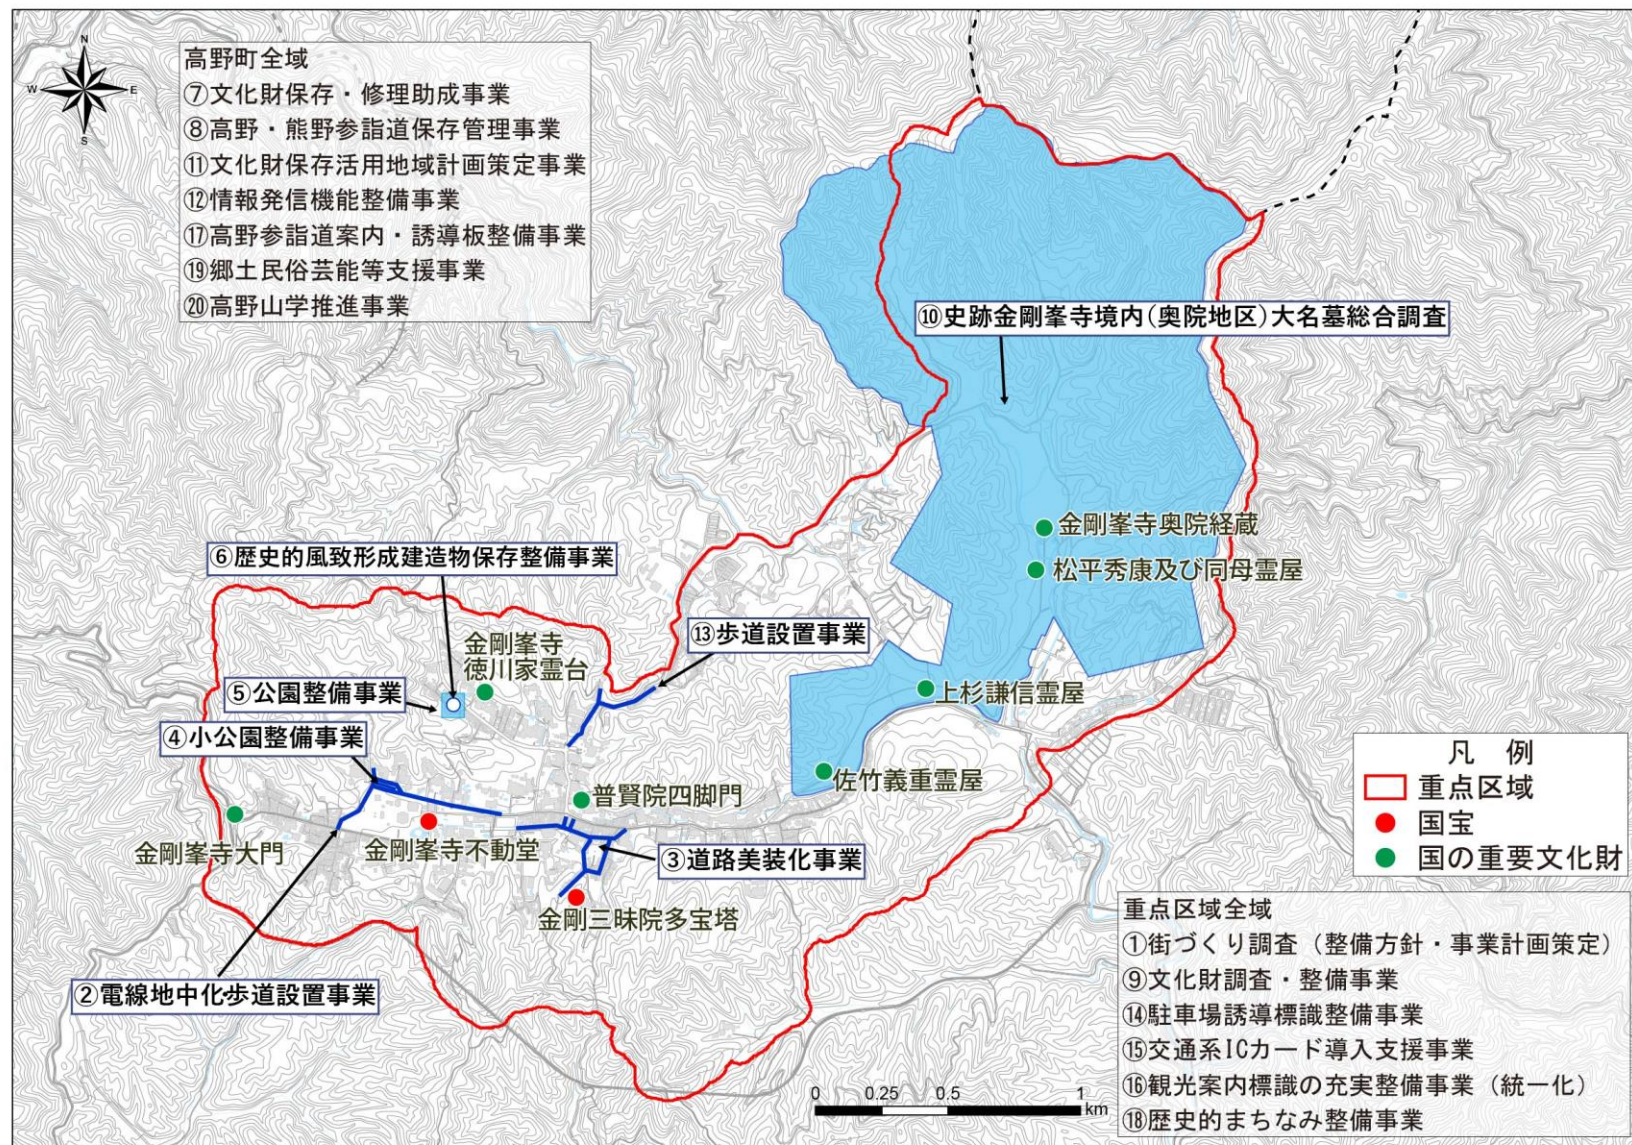 N
W
E
S
高野町全域
⑦文化財保存・修理助成事業
⑧高野・熊野参詣道保存管理事業
⑪文化財保存活用地域計画策定事業
⑫情報発信機能整備事業
⑰高野参詣道案内・誘導板整備事業
⑲郷土民俗芸能等支援事業
⑳高野山学推進事業
⑩史跡金剛峯寺境内(奥院地区)大名墓総合調査
金剛峯寺奥院経蔵
松平秀康及び同母霊屋
⑥歴史的風致形成建造物保存整備事業
⑬歩道設置事業
金剛峯寺
徳川家霊台
⑤公園整備事業
上杉謙信霊屋
④小公園整備事業
佐竹義重霊屋
普賢院四脚門
金剛峯寺大門
金剛峯寺不動堂
③道路美装化事業
金剛三昧院多宝塔
②電線地中化・歩道設置事業
凡 例
重点区域
国宝
国の重要文化財
重点区域全域
①街づくり調査（整備方針・事業計画策定）
⑨文化財調査・整備事業
⑭駐車場誘導標識整備事業
⑮交通系ICカード導入支援事業
⑯観光案内標識の充実整備事業（統一化）
⑱歴史的まちなみ整備事業
0 0.25 0.5 1
km